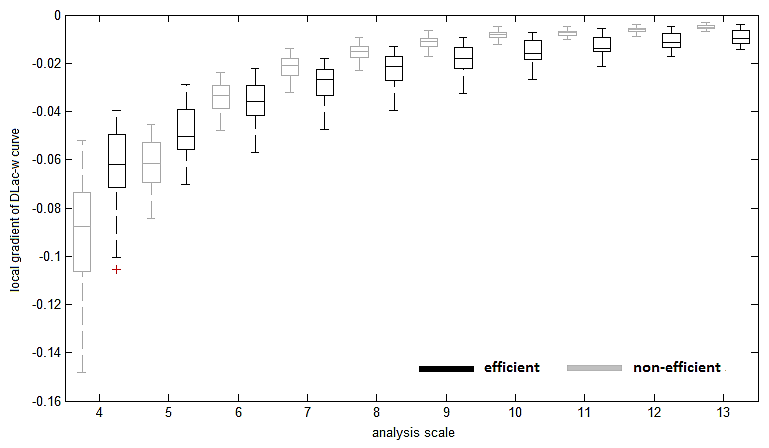 0
-0.02
-0.04
-0.06
-0.08
-0.1
-0.12
-0.14
-0.16
local gradient of DLac-w curve
efficient
non-efficient
4 5 6 7 8 9 10 11 12 13
analysis scale